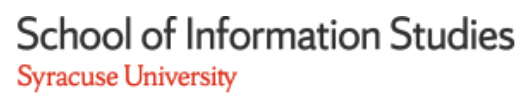 School of Information Studies
Syracuse University